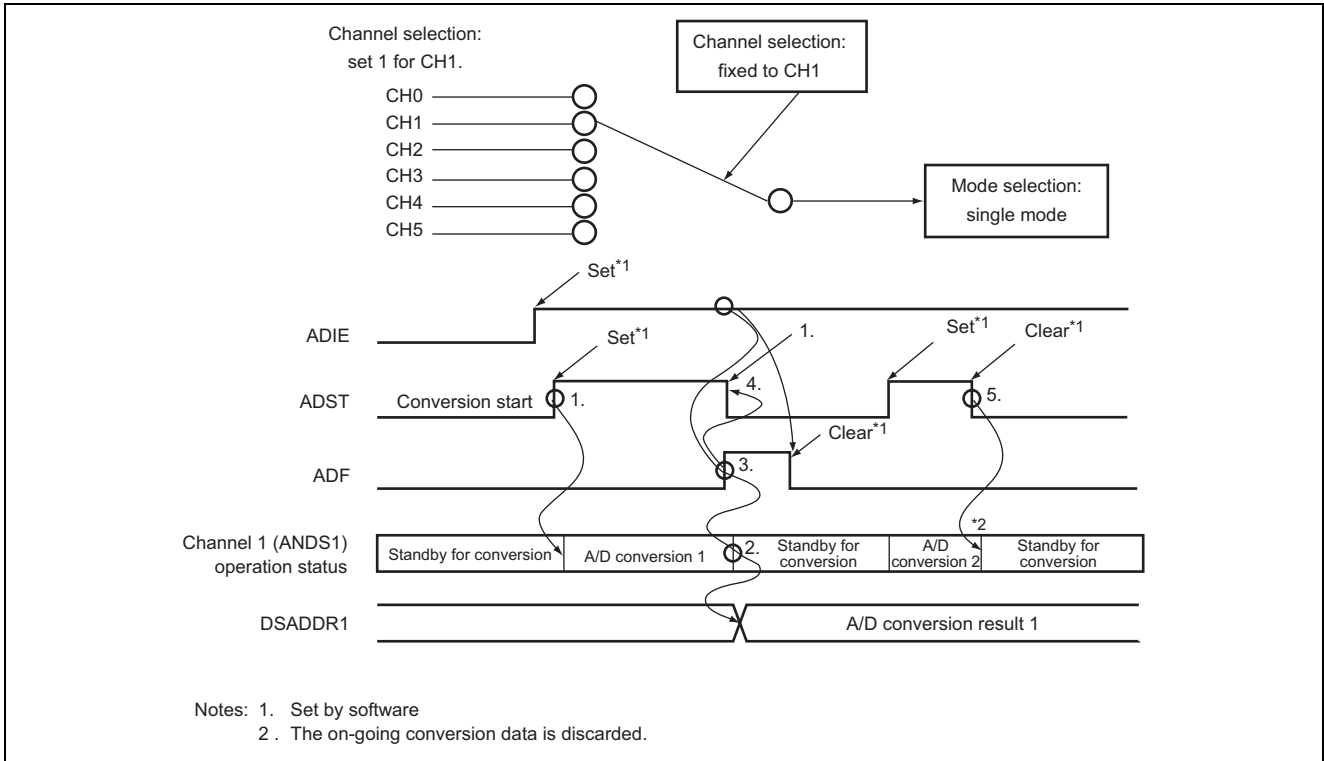 Channel selection:
set 1 for CH1.
Channel selection:
fixed to CH1
CH0
CH1
CH2
CH3
CH4
CH5
Mode selection:
single mode
Set*1
ADIE
Set*1
1.
Set*1
Clear*1
ADST
Conversion start
1.
4.
5.
Clear*1
ADF
3.
*2
Channel 1 (ANDS1)
operation status
Standby for conversion
A/D conversion 1
2.
Standby for
conversion
A/D
conversion 2
Standby for
conversion
DSADDR1
A/D conversion result 1
Notes: 1. Set by software
2 . The on-going conversion data is discarded.